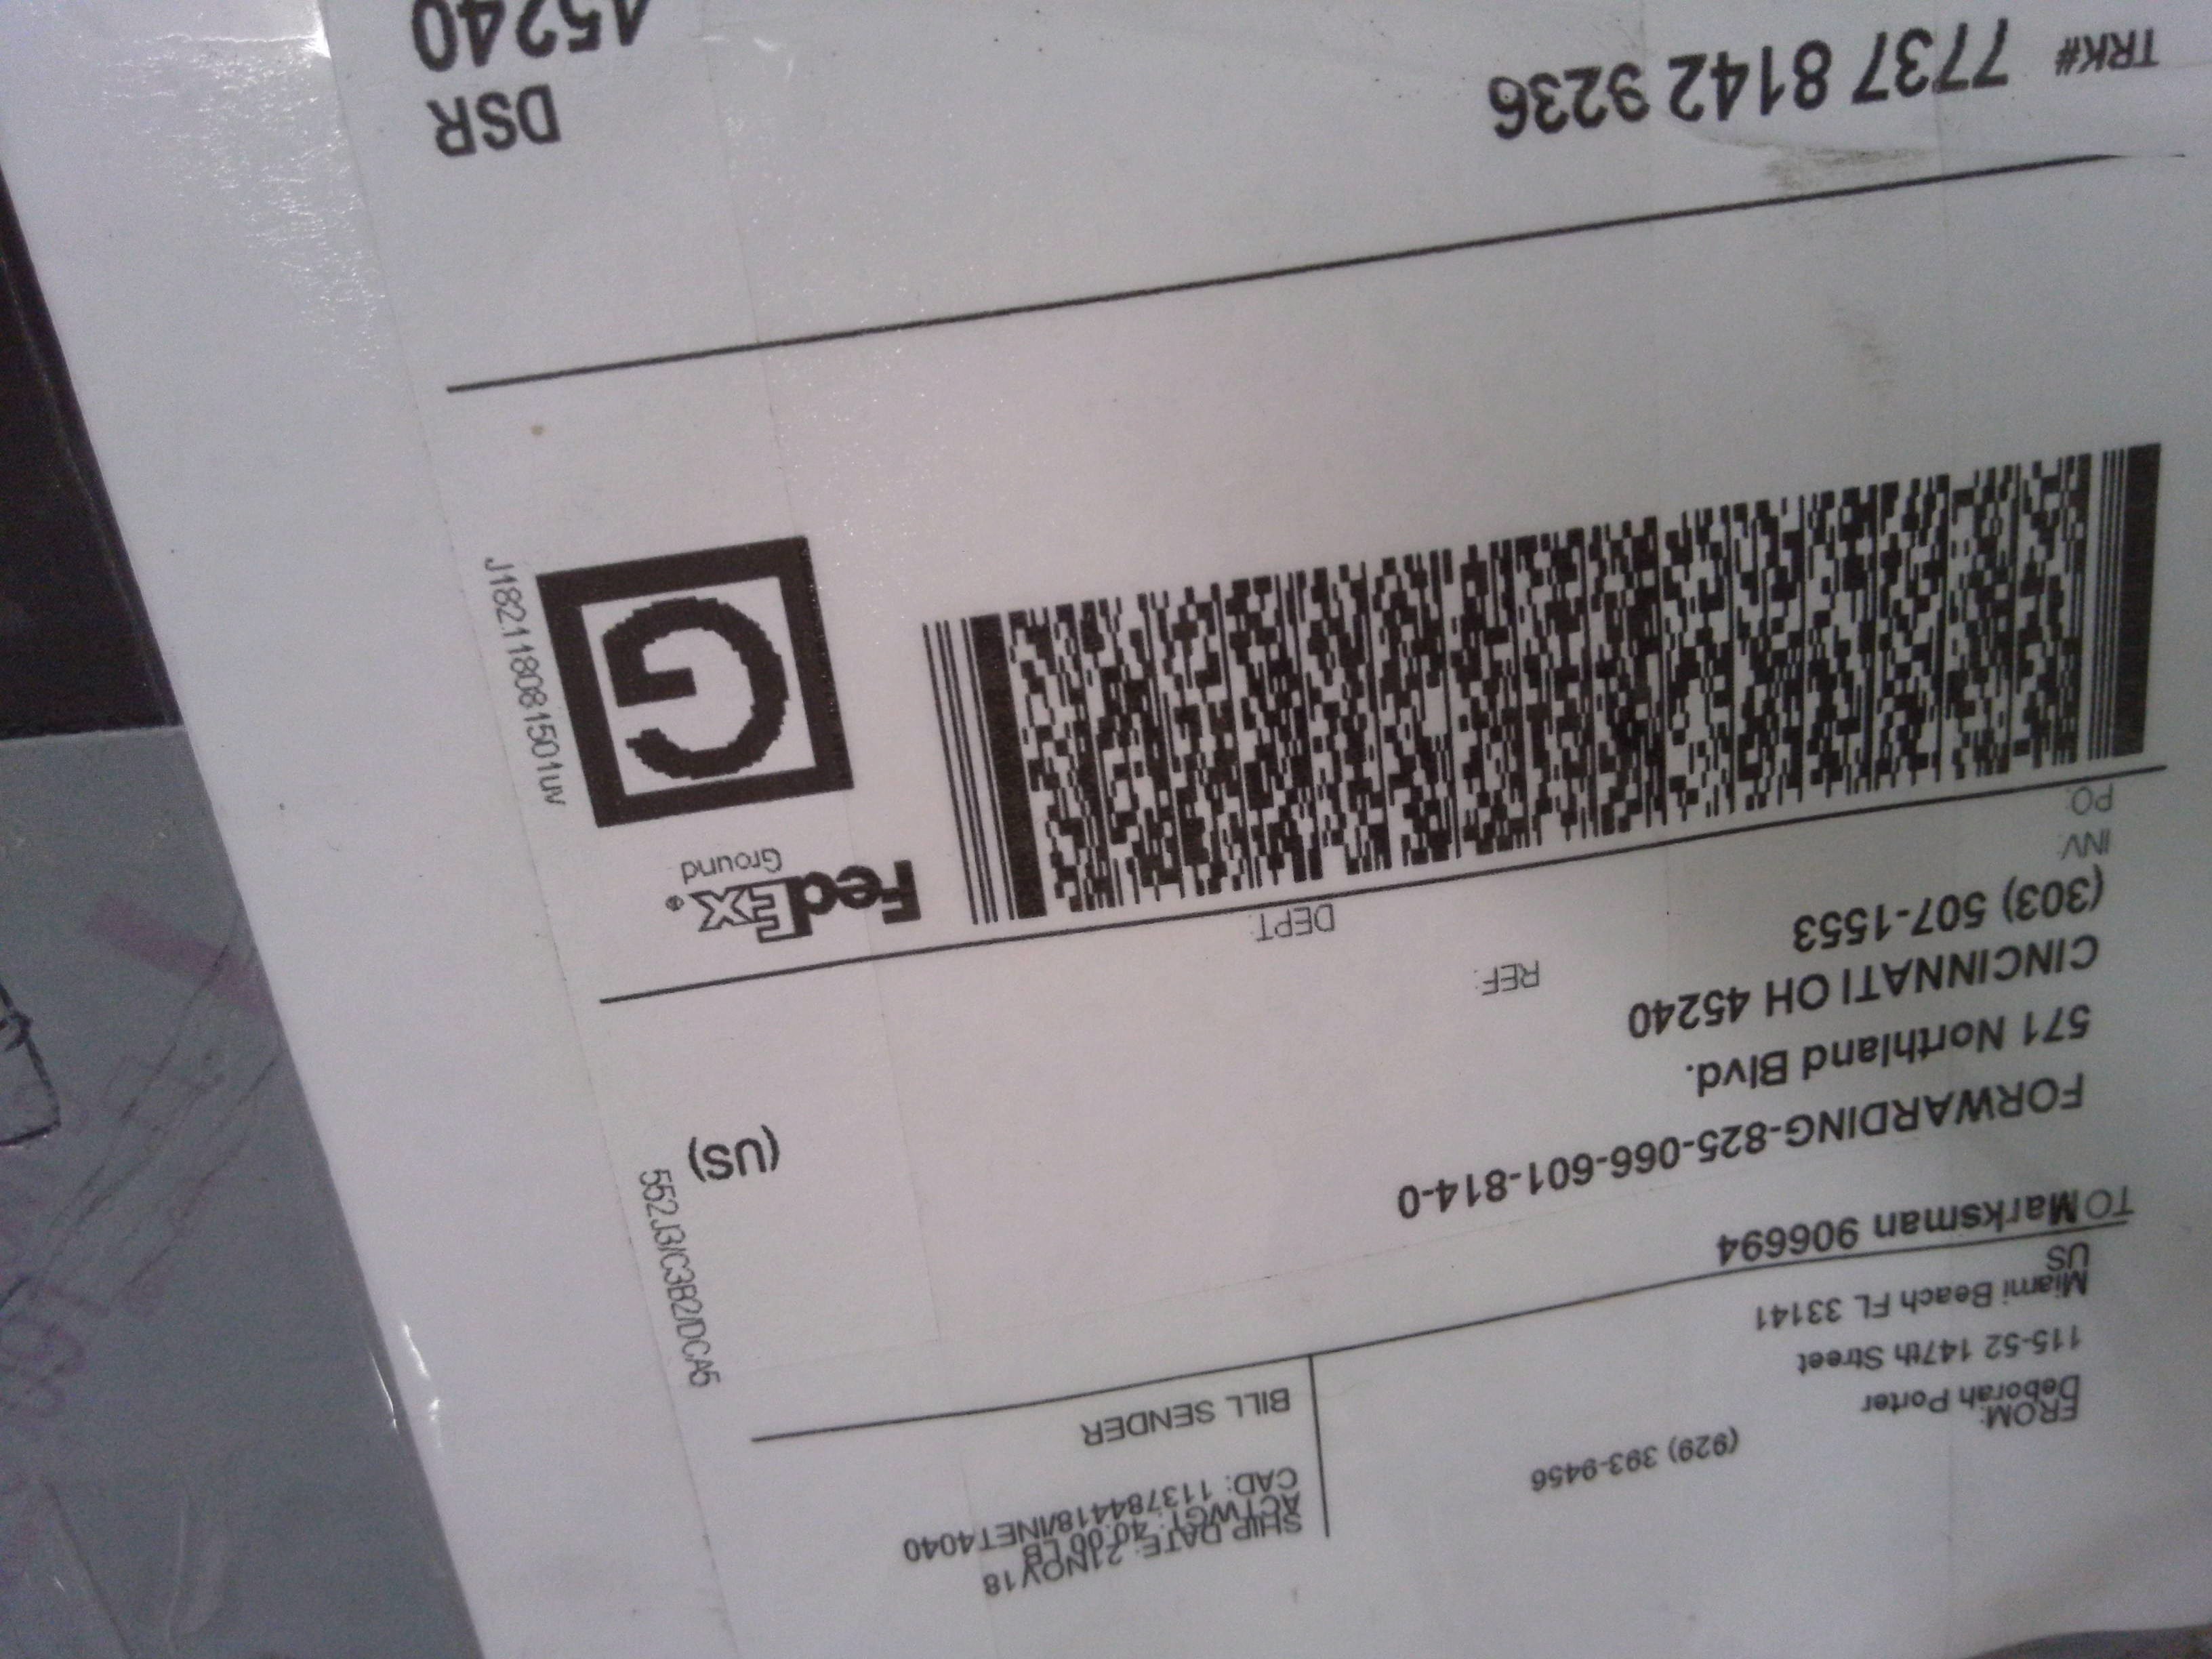 SHIP DATE: 21NOV18
ACTWGT: 40.00 LB
CAD: 113784418/INET4040
BILL SENDER
(929) 393-9456
FROM:
Deborah Porter
115-52 147th Street
Miami Beach FL 33141
US
TO Marksman 906694
FORWARDING-825-066-601-814-0
571 Northland Blvd.
CINCINNATI OH 45240
(303) 507-1553
INV:
PO:
REF:
DEPT:
(US)
552J3/C3B2/DCA5
FedEx®
Ground
G
J182118081501uv
TRK# 7737 8142 9236
DSR
45240